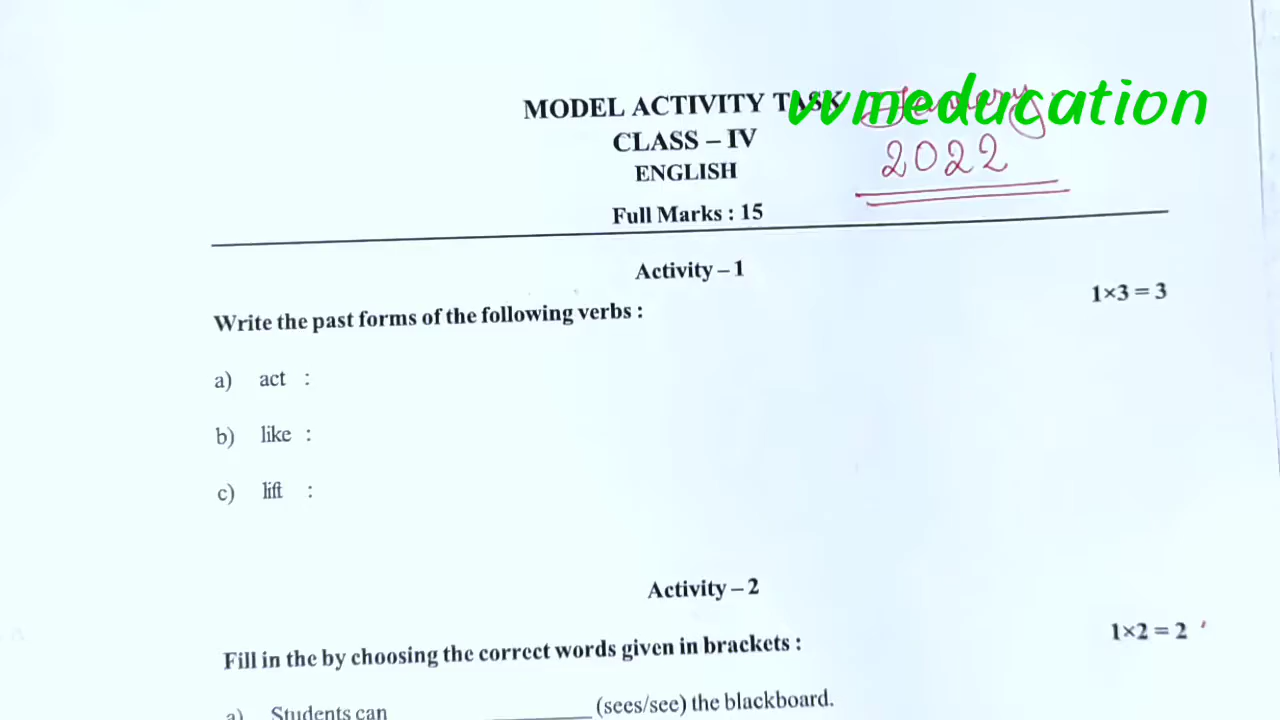 MODEL ACTIVITY TASK January
vvmeducation
CLASS – IV
2022
ENGLISH
Full Marks : 15
Activity – 1
Write the past forms of the following verbs :
1×3 = 3
a) act :
b) like :
c) lift :
Activity – 2
Fill in the by choosing the correct words given in brackets :
1×2 = 2
a) Students can ________ (sees/see) the blackboard.